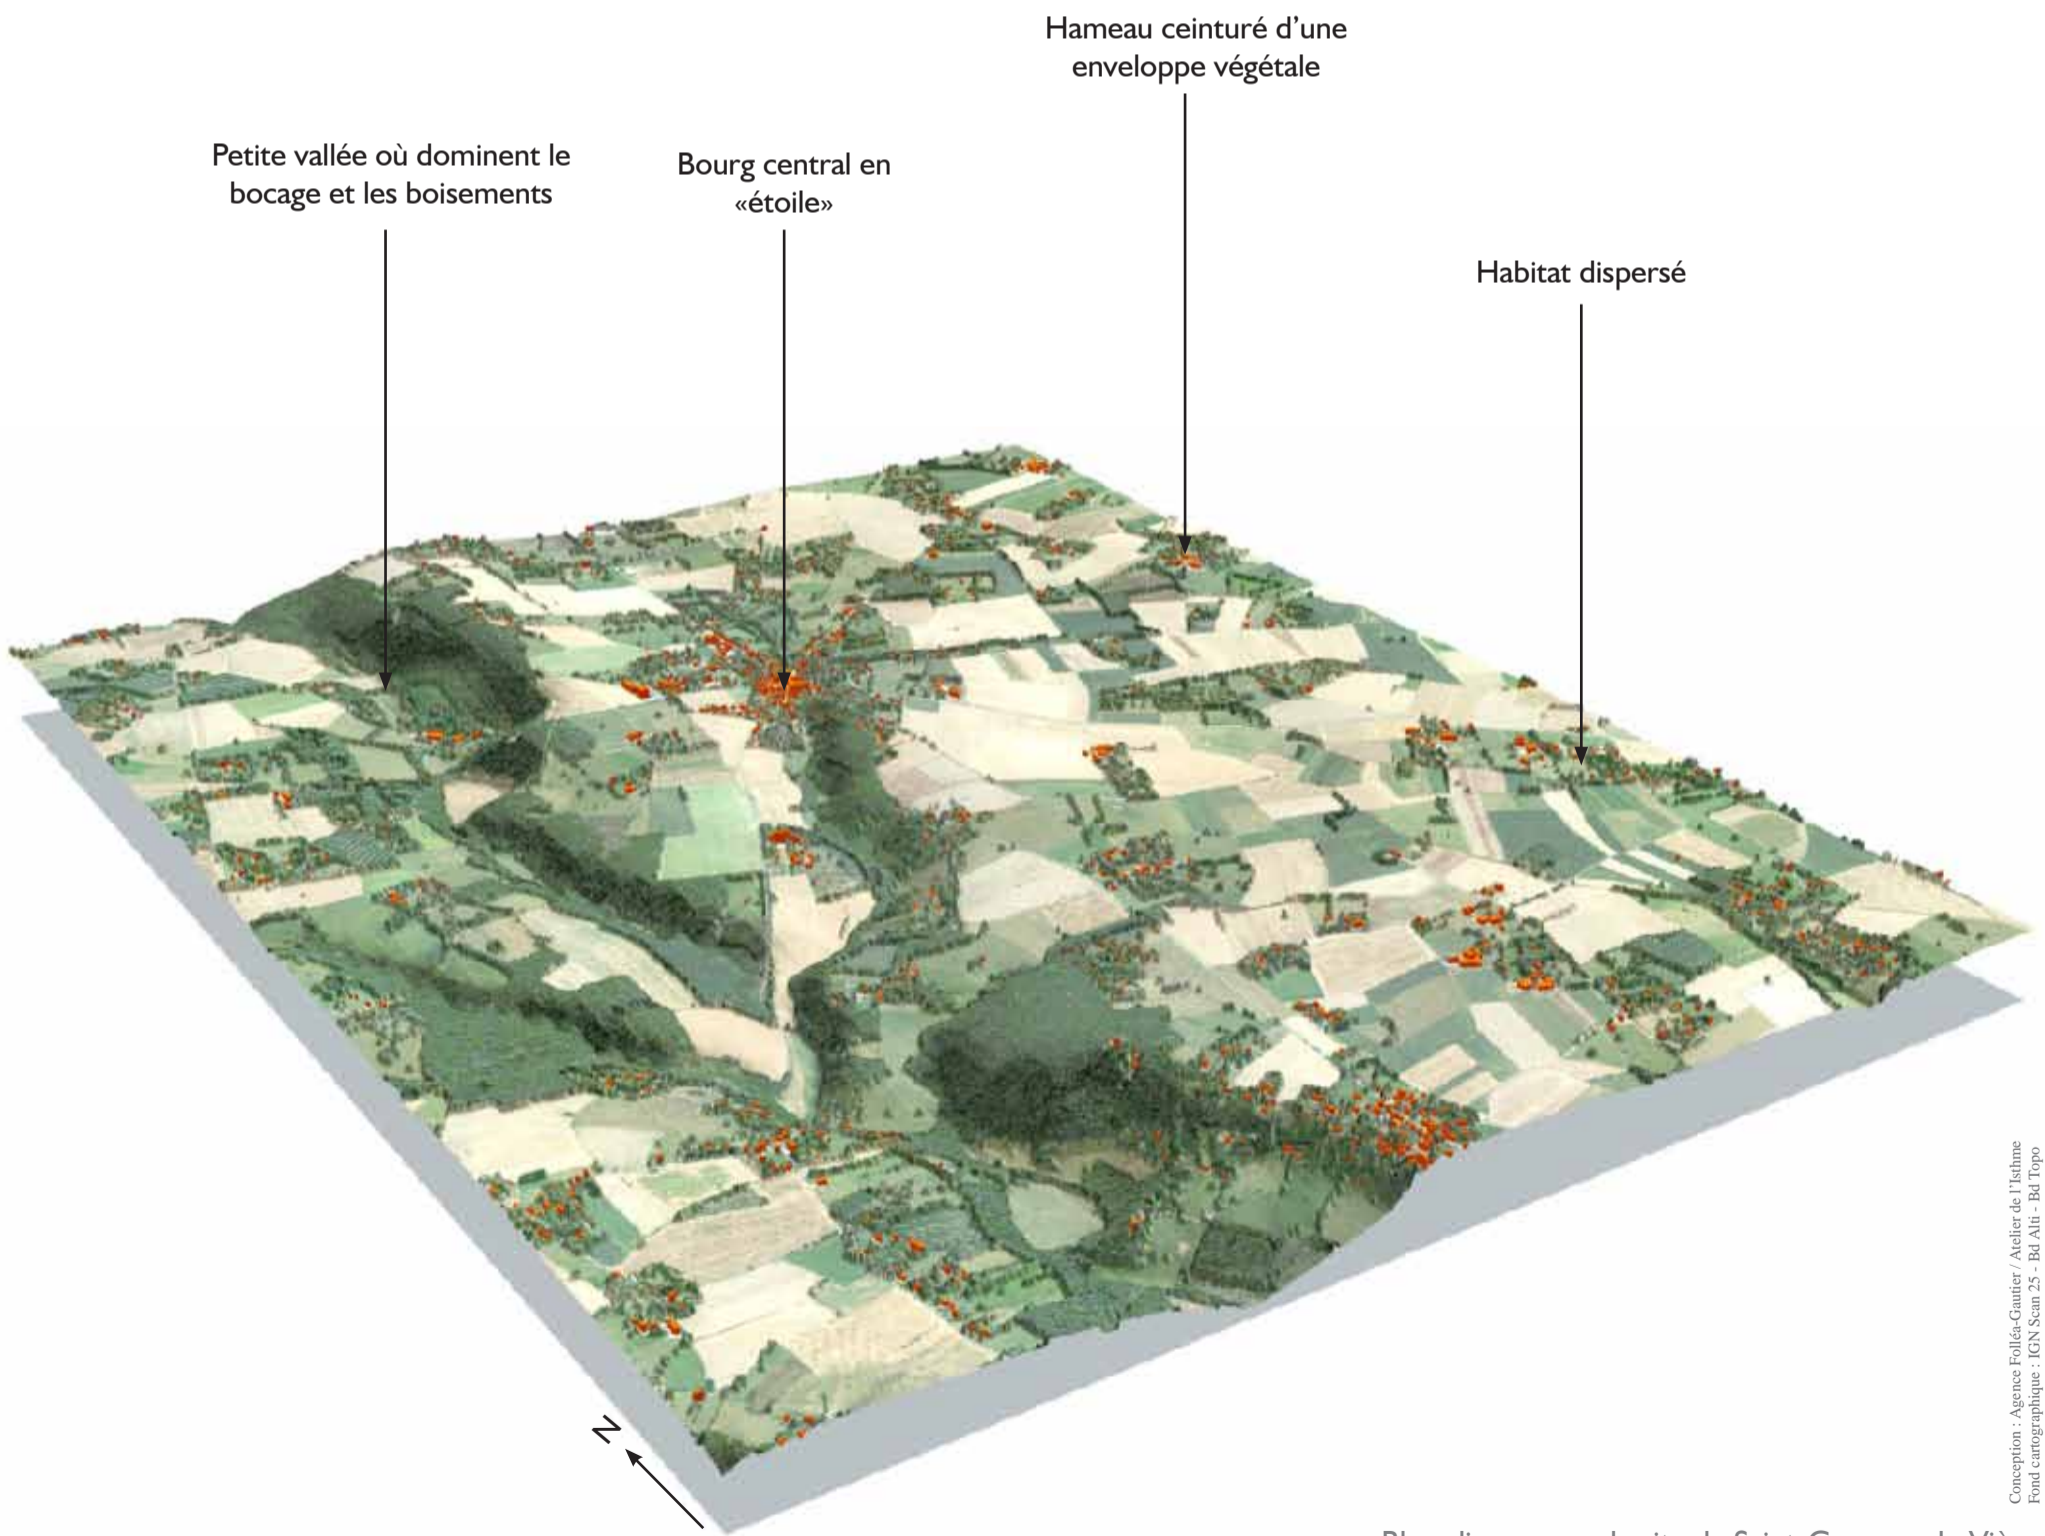 Hameau ceinturé d’une
enveloppe végétale
Petite vallée où dominent le
bocage et les boisements
Bourg central en
«étoile»
Habitat dispersé
N
Conception : Agence Folléa-Gautier / Atelier de l’Isthme
Fond cartographique : IGN Scan 25 - Bd Alti - Bd Topo